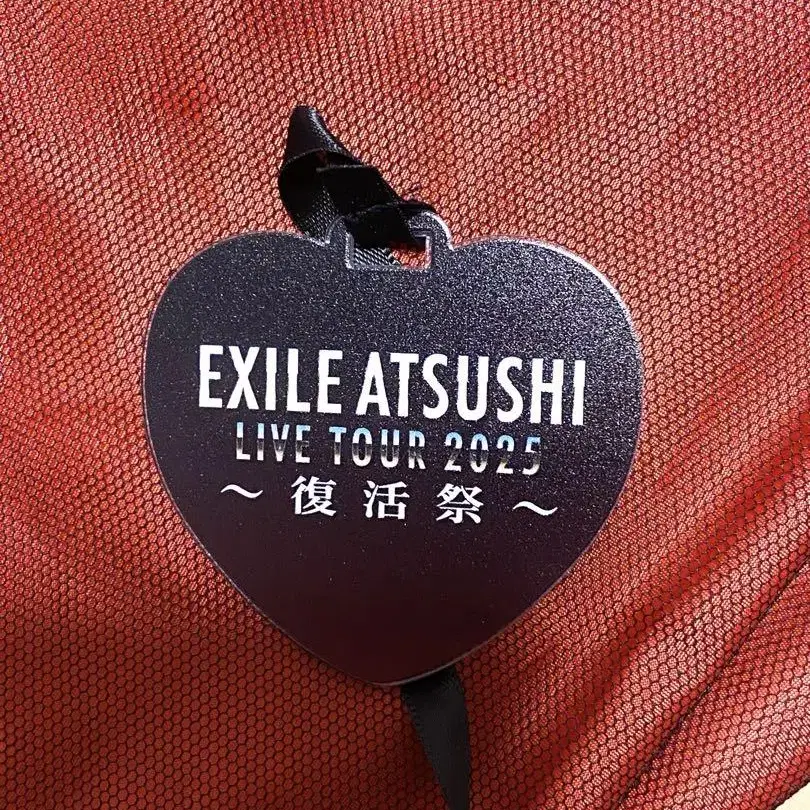 EXILE ATSUSHI
LIVE TOUR 2025
～復活祭～